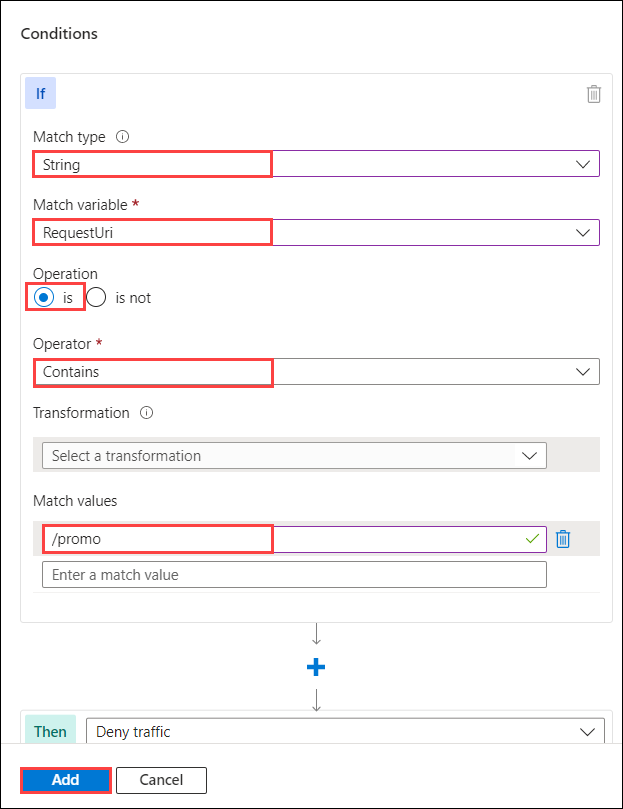 Conditions
If
Match type
String
Match variable *
RequestUri
Operation
is is not
Operator *
Contains
Transformation
Select a transformation
Match values
/promo
Enter a match value
Then Deny traffic
Add Cancel